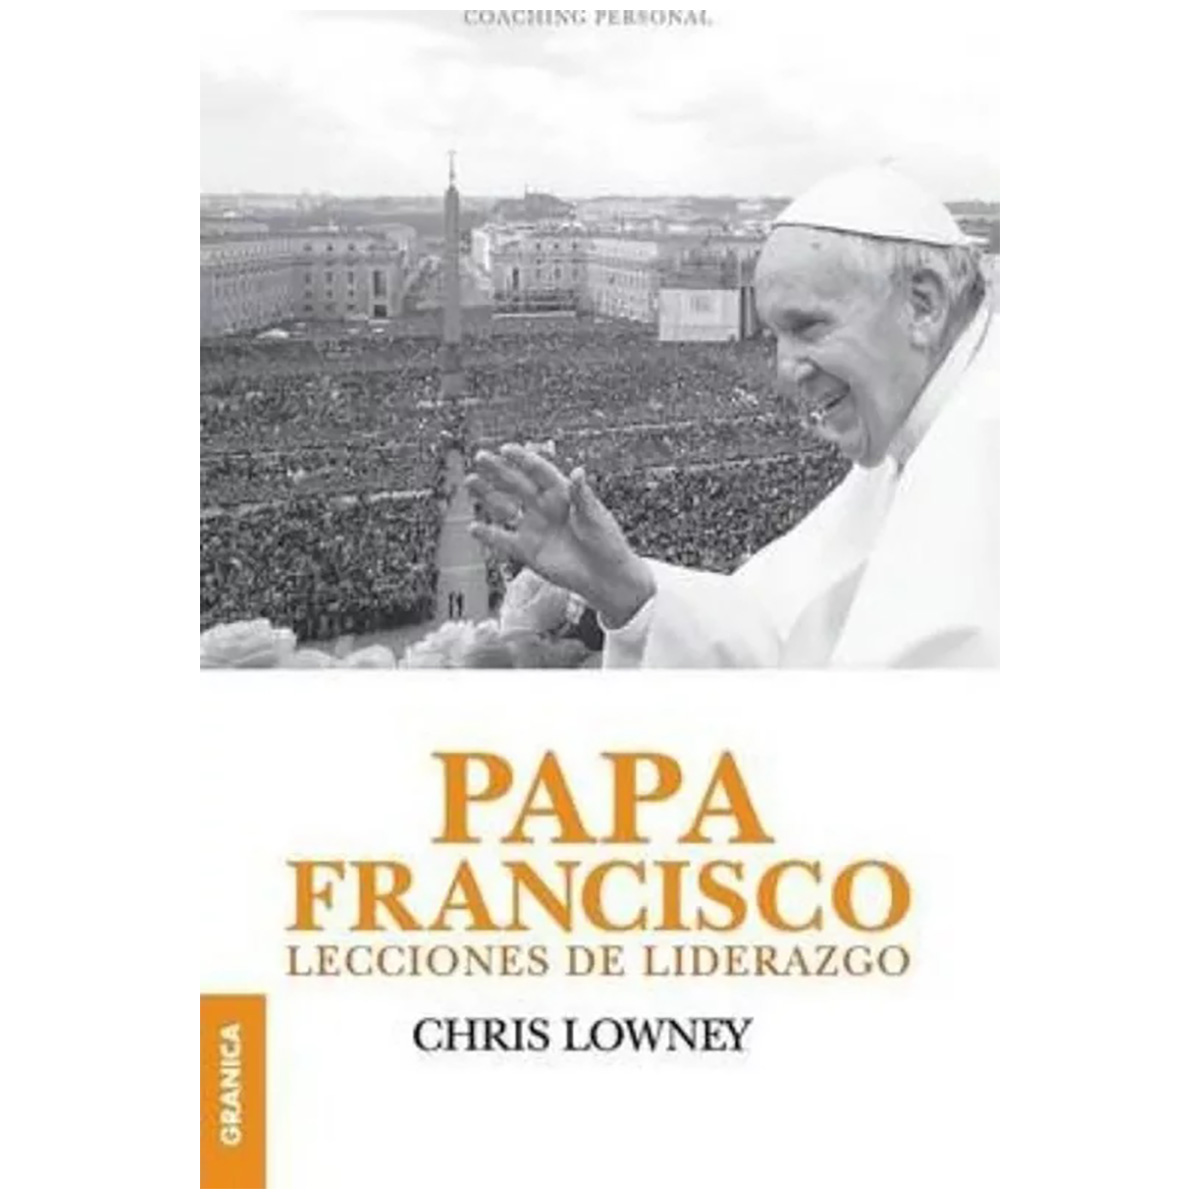 COACHING PERSONAL
PAPA
FRANCISCO
LECCIONES DE LIDERAZGO
CHRIS LOWNEY
GRANICA